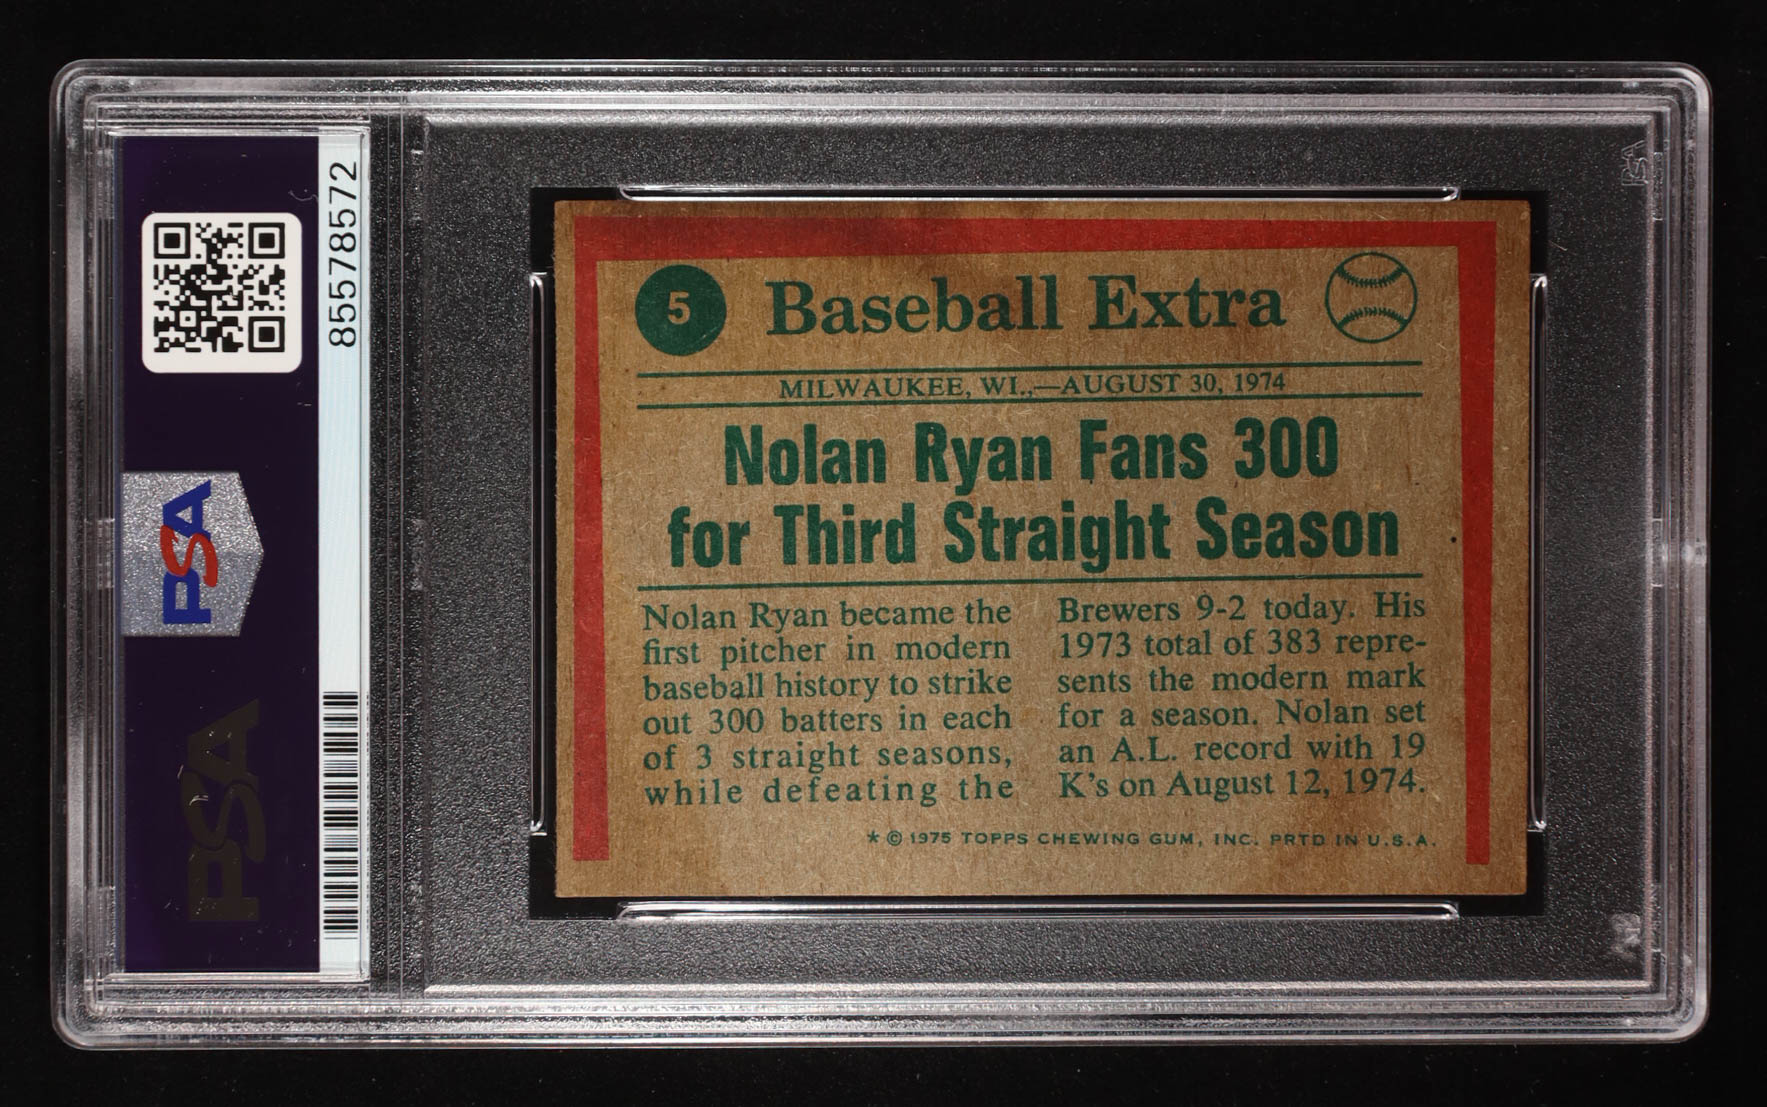 85578572
PSA
PSA
PSA
5
Baseball Extra
MILWAUKEE, WI.,—AUGUST 30, 1974
Nolan Ryan Fans 300
for Third Straight Season
Nolan Ryan became the
first pitcher in modern
baseball history to strike
out 300 batters in each
of 3 straight seasons,
while defeating the
Brewers 9-2 today. His
1973 total of 383 repre-
sents the modern mark
for a season. Nolan set
an A.L. record with 19
K's on August 12, 1974.
* © 1975 TOPPS CHEWING GUM, INC. PRTD IN U.S.A.